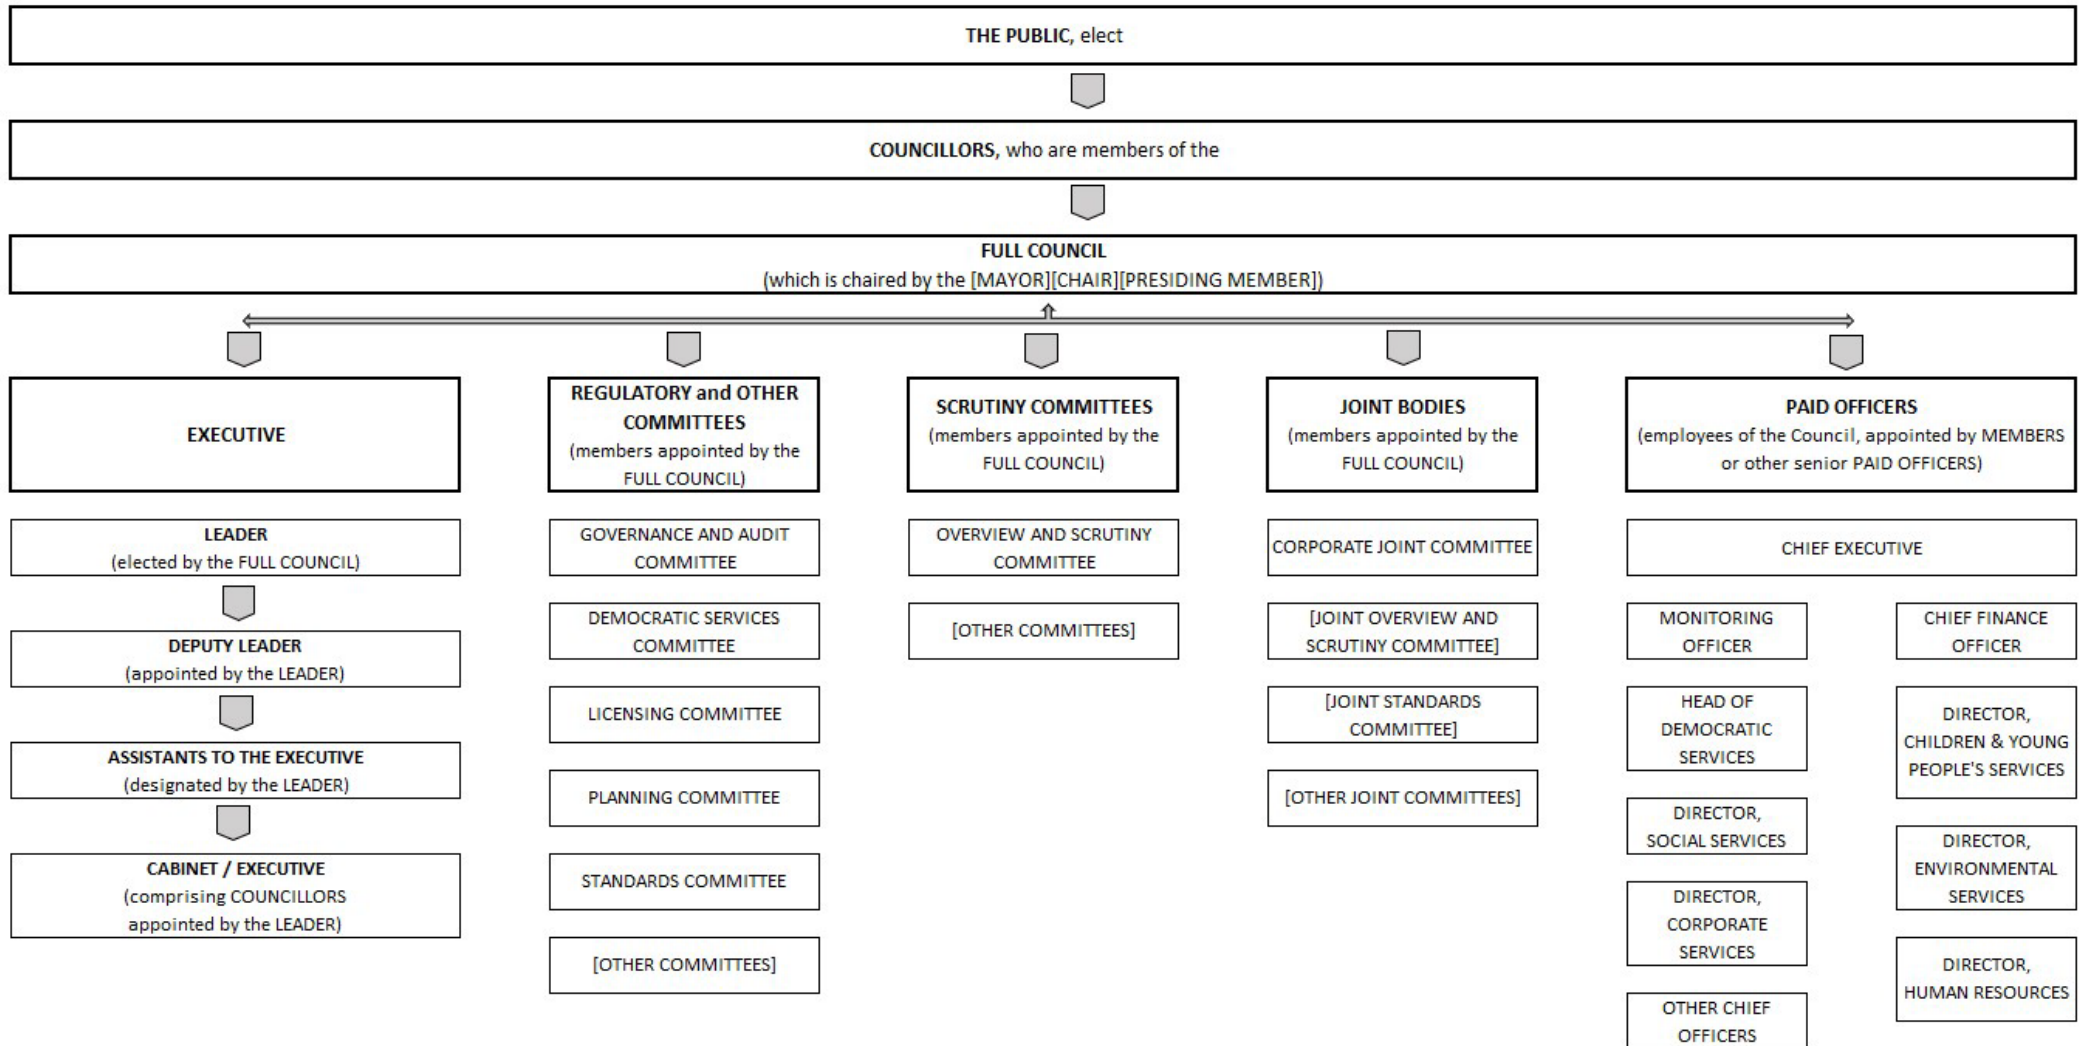 THE PUBLIC, elect
COUNCILLORS, who are members of the
FULL COUNCIL
(which is chaired by the [MAYOR][CHAIR][PRESIDING MEMBER])
EXECUTIVE
LEADER
(elected by the FULL COUNCIL)
DEPUTY LEADER
(appointed by the LEADER)
ASSISTANTS TO THE EXECUTIVE
(designated by the LEADER)
CABINET / EXECUTIVE
(comprising COUNCILLORS
appointed by the LEADER)
REGULATORY and OTHER
COMMITTEES
(members appointed by the
FULL COUNCIL)
GOVERNANCE AND AUDIT
COMMITTEE
DEMOCRATIC SERVICES
COMMITTEE
LICENSING COMMITTEE
PLANNING COMMITTEE
STANDARDS COMMITTEE
[OTHER COMMITTEES]
SCRUTINY COMMITTEES
(members appointed by the
FULL COUNCIL)
OVERVIEW AND SCRUTINY
COMMITTEE
[OTHER COMMITTEES]
JOINT BODIES
(members appointed by the
FULL COUNCIL)
CORPORATE JOINT COMMITTEE
[JOINT OVERVIEW AND
SCRUTINY COMMITTEE]
[JOINT STANDARDS
COMMITTEE]
[OTHER JOINT COMMITTEES]
PAID OFFICERS
(employees of the Council, appointed by MEMBERS
or other senior PAID OFFICERS)
CHIEF EXECUTIVE
MONITORING
OFFICER
HEAD OF
DEMOCRATIC
SERVICES
DIRECTOR,
SOCIAL SERVICES
DIRECTOR,
CORPORATE
SERVICES
OTHER CHIEF
OFFICERS
CHIEF FINANCE
OFFICER
DIRECTOR,
CHILDREN & YOUNG
PEOPLE'S SERVICES
DIRECTOR,
ENVIRONMENTAL
SERVICES
DIRECTOR,
HUMAN RESOURCES